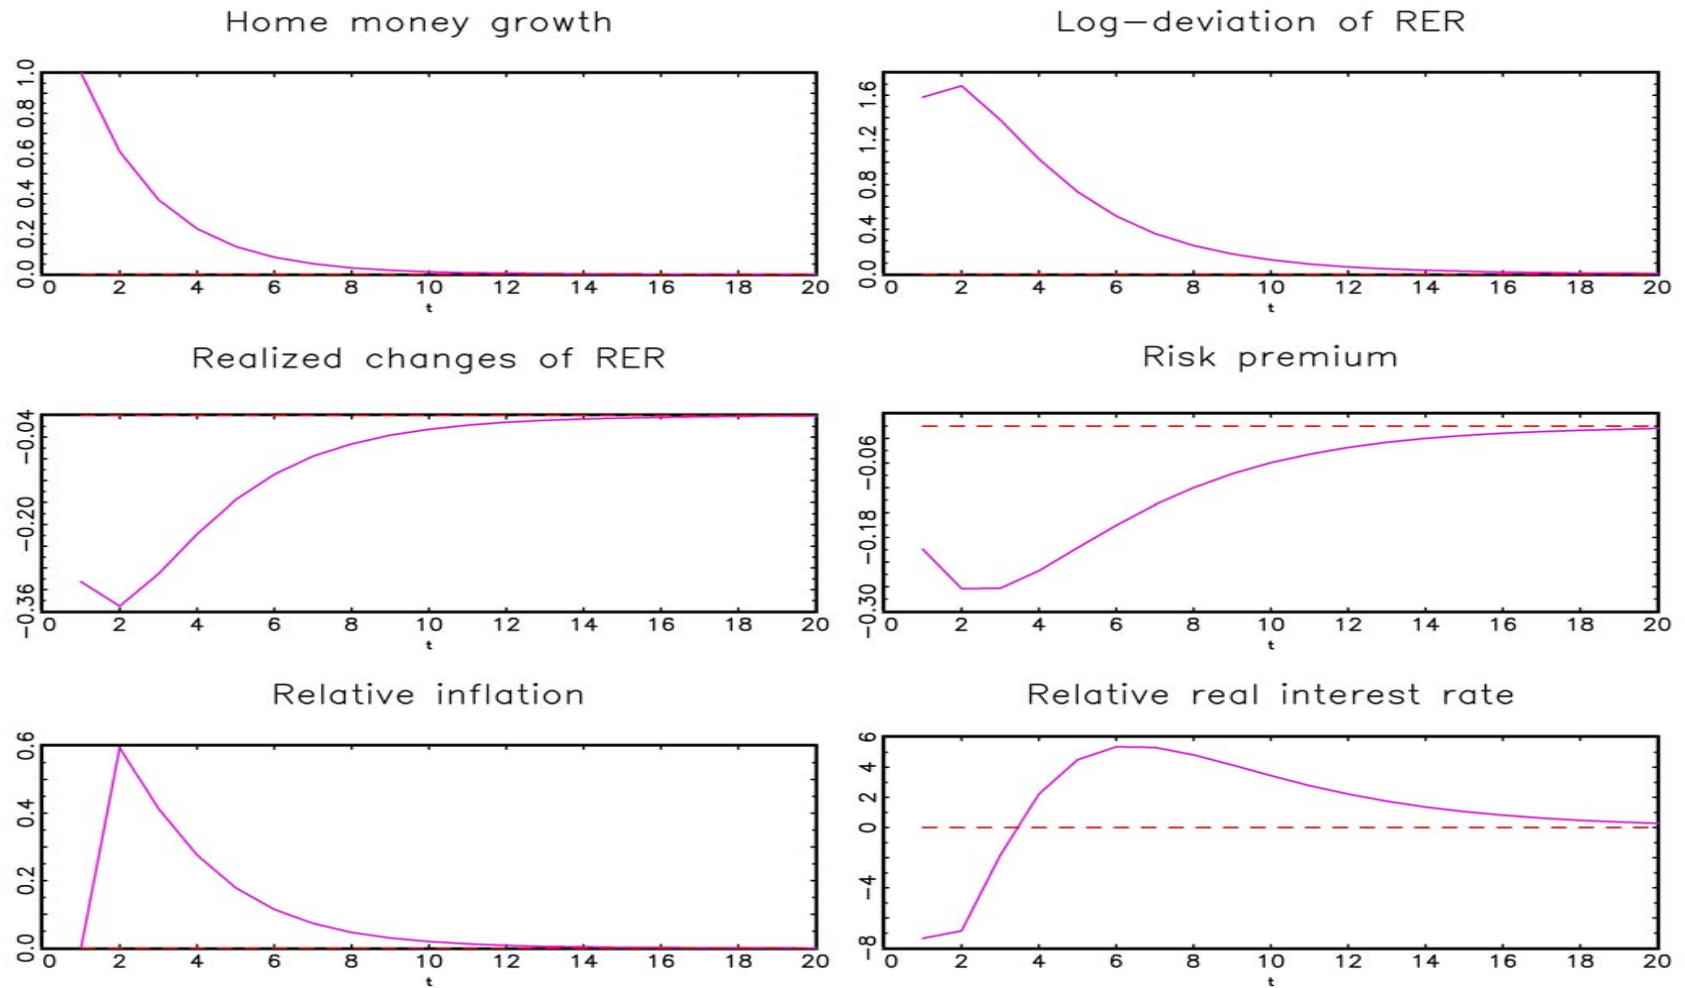 Home money growth
1.0
0.8
0.6
0.4
0.2
0.0
0 2 4 6 8 10 12 14 16 18 20
t
Log-deviation of RER
1.6
1.2
0.8
0.4
0.0
0 2 4 6 8 10 12 14 16 18 20
t
Realized changes of RER
-0.04
-0.20
-0.36
0 2 4 6 8 10 12 14 16 18 20
t
Risk premium
-0.06
-0.18
-0.30
0 2 4 6 8 10 12 14 16 18 20
t
Relative inflation
0.6
0.4
0.2
0.0
0 2 4 6 8 10 12 14 16 18 20
t
Relative real interest rate
6
4
2
0
-4
-8
0 2 4 6 8 10 12 14 16 18 20
t